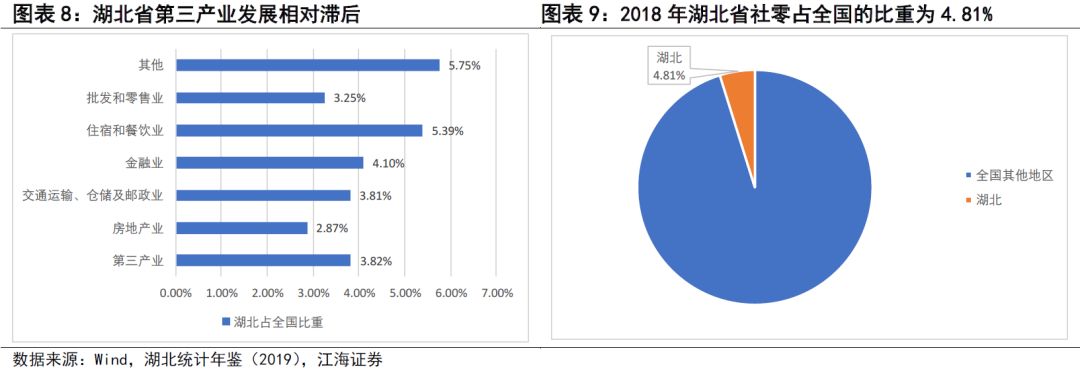 图表 8：湖北省第三产业发展相对滞后
其他
5.75%
批发和零售业
3.25%
住宿和餐饮业
5.39%
金融业
4.10%
交通运输、仓储及邮政业
3.81%
房地产业
2.87%
第三产业
3.82%
0.00% 1.00% 2.00% 3.00% 4.00% 5.00% 6.00% 7.00%
湖北占全国比重
图表 9：2018 年湖北省社零占全国的比重为 4.81%
湖北
4.81%
全国其他地区
湖北
数据来源：Wind，湖北统计年鉴（2019），江海证券